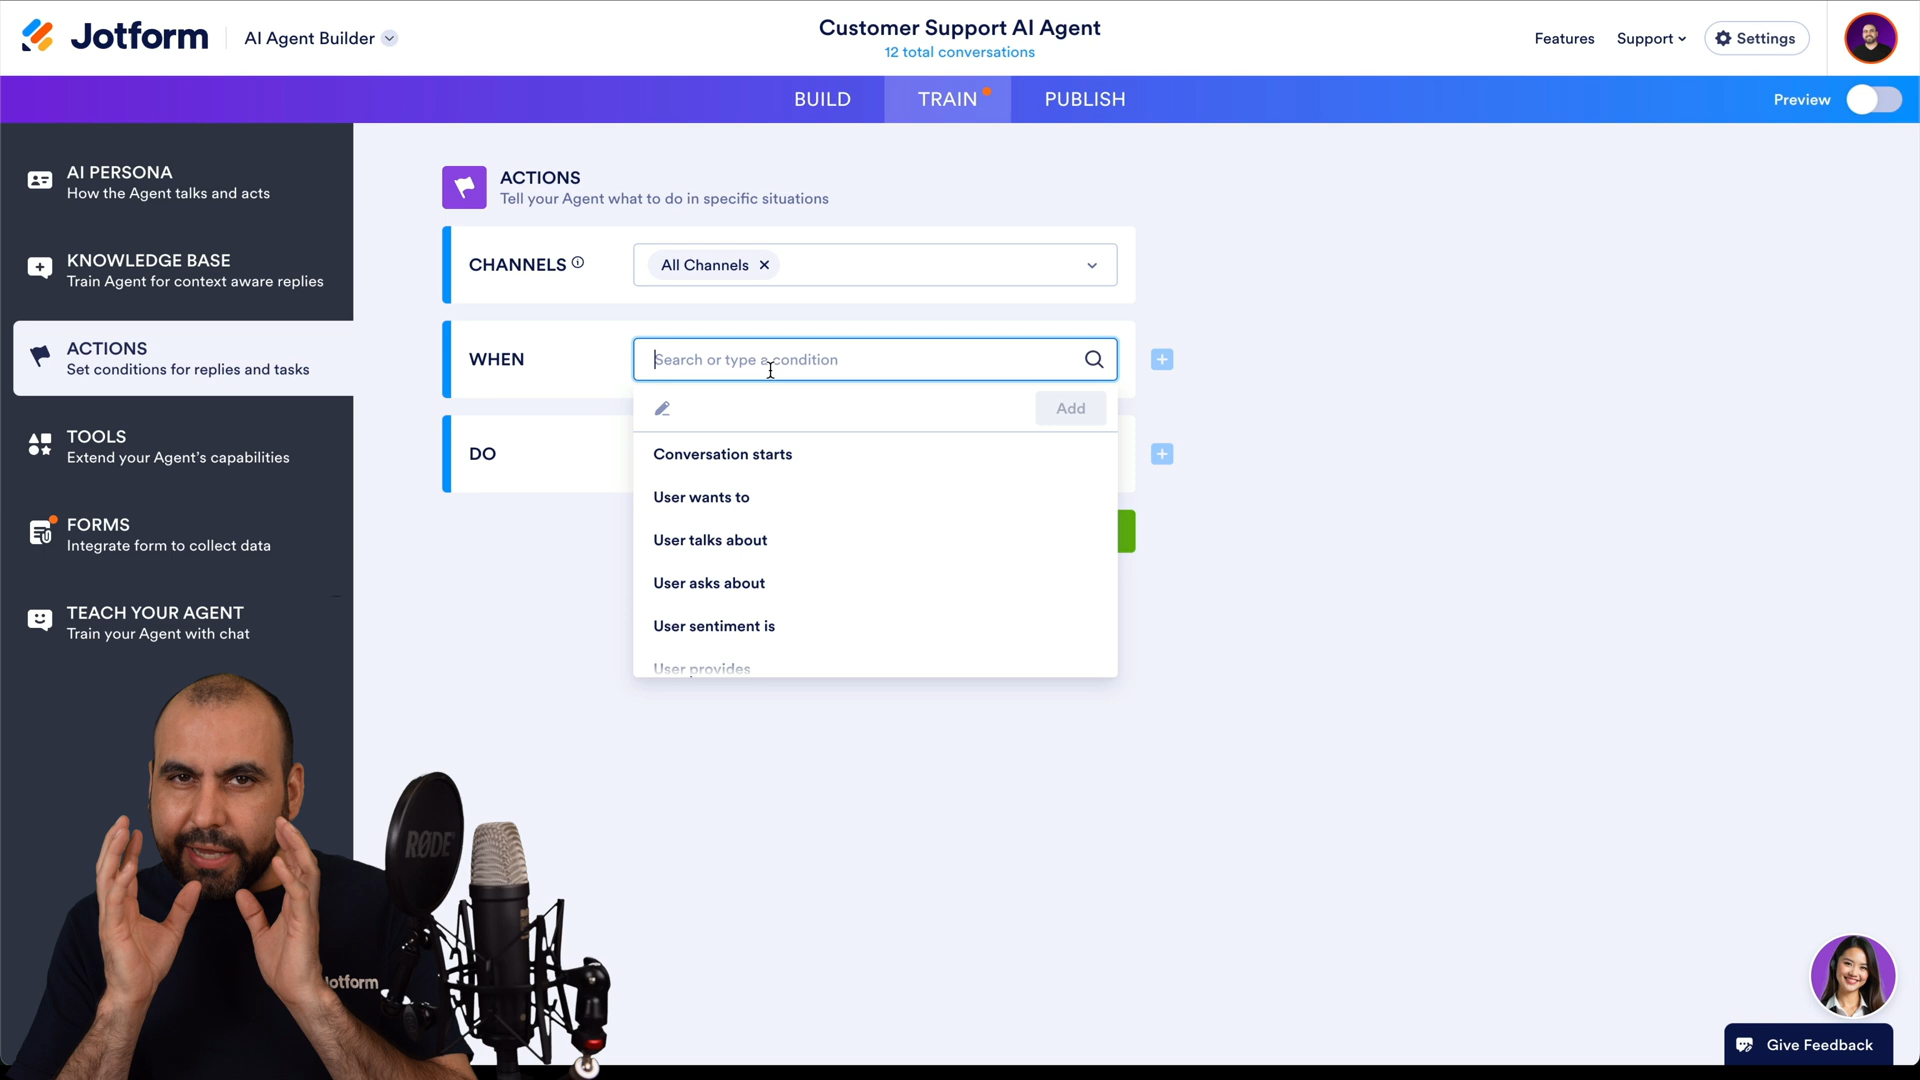 Jotform
AI Agent Builder
Customer Support AI Agent
12 total conversations
Features
Support
Settings
BUILD
TRAIN
PUBLISH
Preview
AI PERSONA
How the Agent talks and acts
KNOWLEDGE BASE
Train Agent for context aware replies
ACTIONS
Set conditions for replies and tasks
TOOLS
Extend your Agent's capabilities
FORMS
Integrate form to collect data
TEACH YOUR AGENT
Train your Agent with chat
ACTIONS
Tell your Agent what to do in specific situations
CHANNELS
All Channels
WHEN
Search or type a condition
Add
DO
Conversation starts
User wants to
User talks about
User asks about
User sentiment is
User provides
RØDE
Jotform
Give Feedback